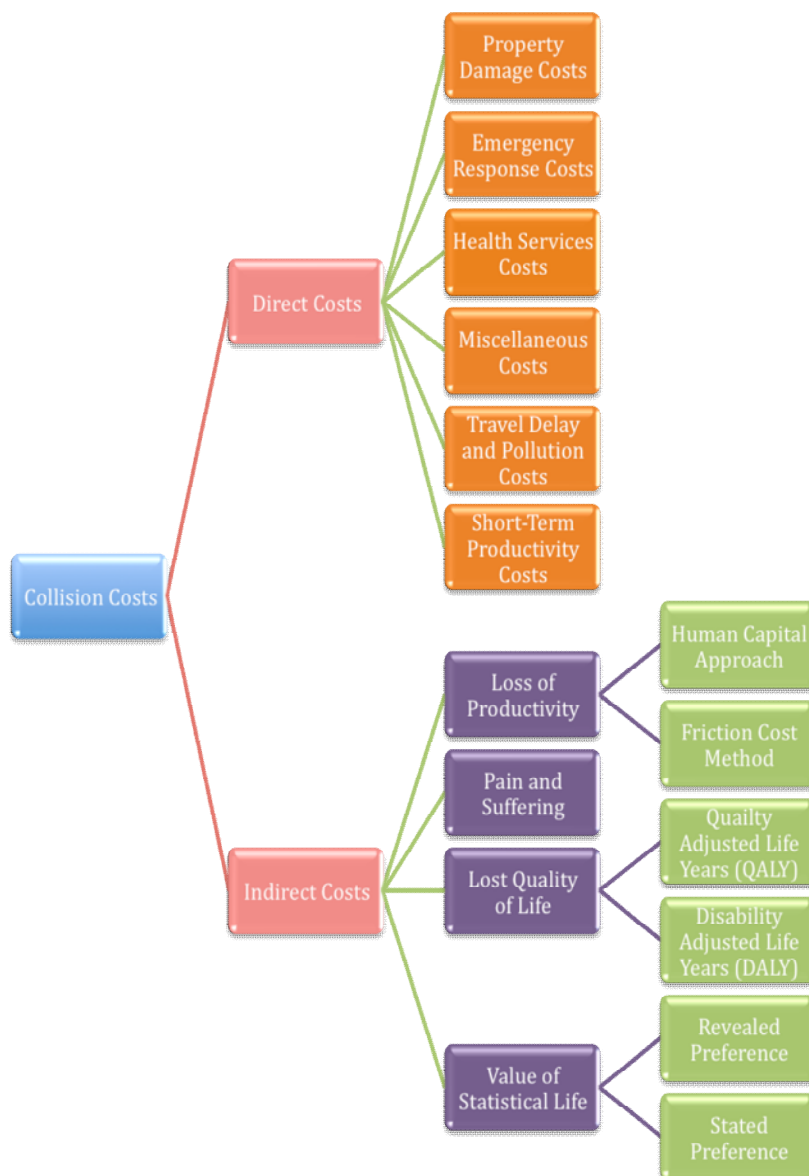 Property
Damage Costs
Emergency
Response Costs
Health Services
Costs
Direct Costs
Miscellaneous
Costs
Travel Delay
and Pollution
Costs
Short-Term
Productivity
Costs
Collision Costs
Human Capital
Approach
Loss of
Productivity
Friction Cost
Method
Pain and
Suffering
Quailty
Adjusted Life
Years (QALY)
Indirect Costs
Lost Quality
of Life
Disability
Adjusted Life
Years (DALY)
Revealed
Preference
Value of
Statistical Life
Stated
Preference